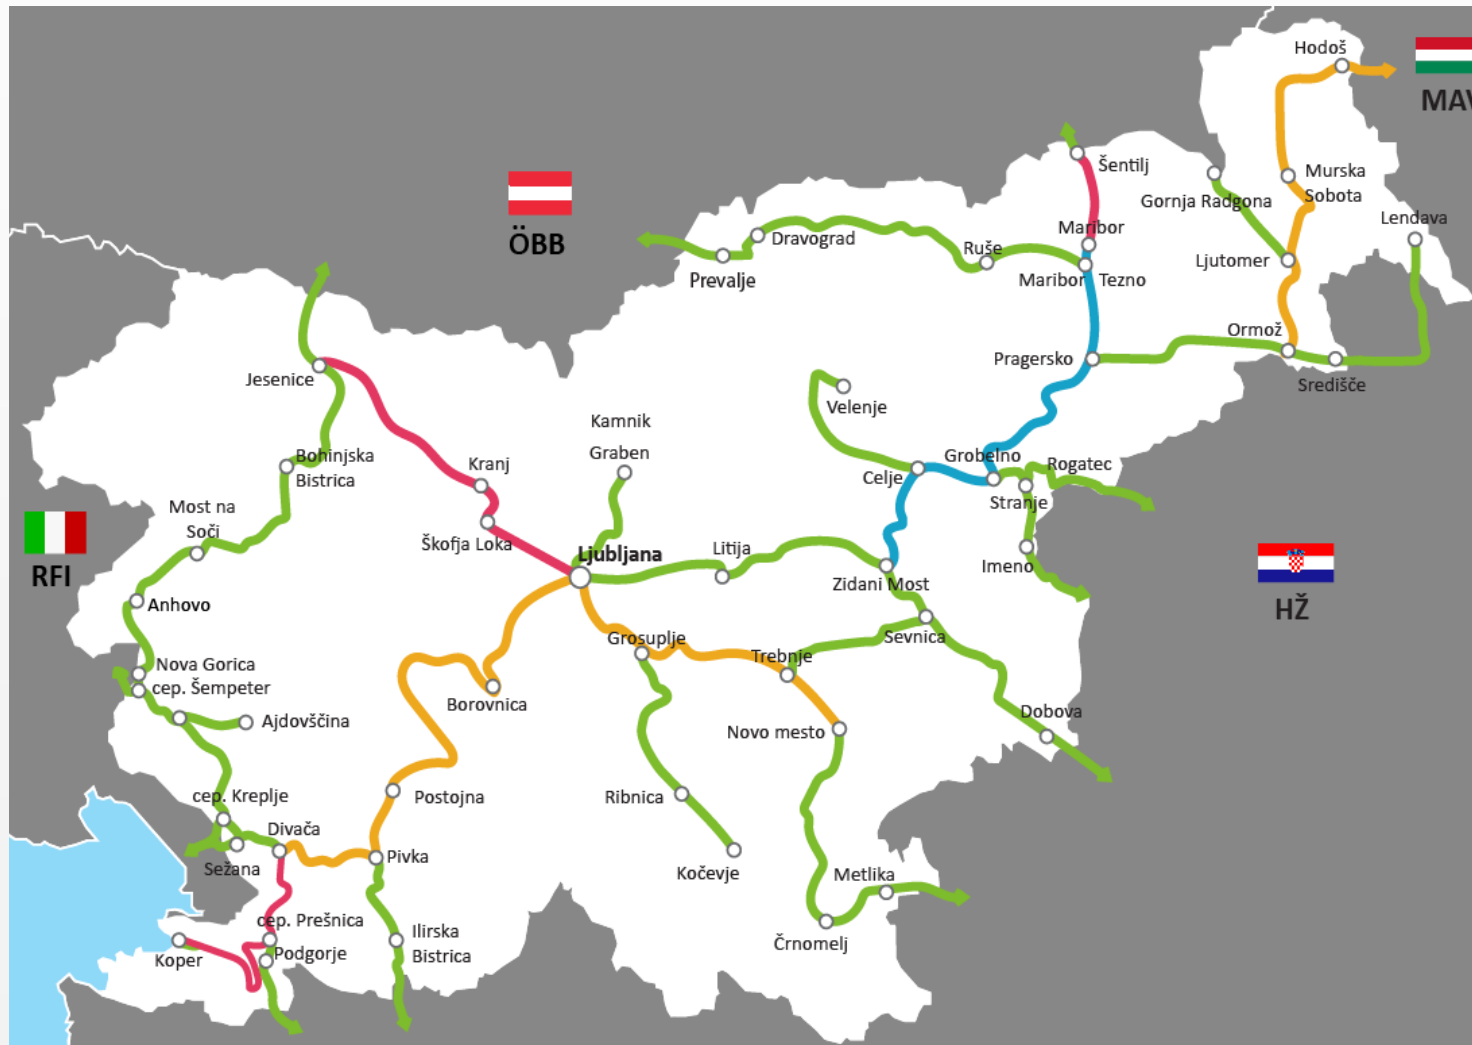 Hodoš
MAV
Šentilj
Murska
Sobota
Gornja Radgona
Lendava
ÖBB
Dravograd
Maribor
Ruše
Ljutomer
Prevalje
Maribor Tezno
Ormož
Pragersko
Jesenice
Središče
Velenje
Kamnik
Graben
Bohinjska
Bistrica
Kranj
Grobelno
Rogatec
Celje
Stranje
Most na
Soči
Škofja Loka
Ljubljana
Litija
RFI
Zidani Most
Imeno
HŽ
Anhovo
Grosuplje
Trebnje
Sevnica
Nova Gorica
cep. Šempeter
Borovnica
Ajdovščina
Novo mesto
Dobova
cep. Kreplje
Postojna
Ribnica
Divača
Pivka
Sežana
Kočevje
Metlika
cep. Prešnica
Ilirska
Bistrica
Koper
Podgorje
Črnomelj